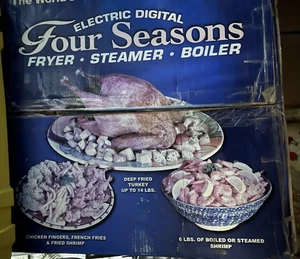 The World
ELECTRIC DIGITAL
Four Seasons
FRYER • STEAMER • BOILER
DEEP FRIED
TURKEY
UP TO 14 LBS.
CHICKEN FINGERS, FRENCH FRIES
& FRIED SHRIMP
6 LBS. OF BOILED OR STEAMED
SHRIMP